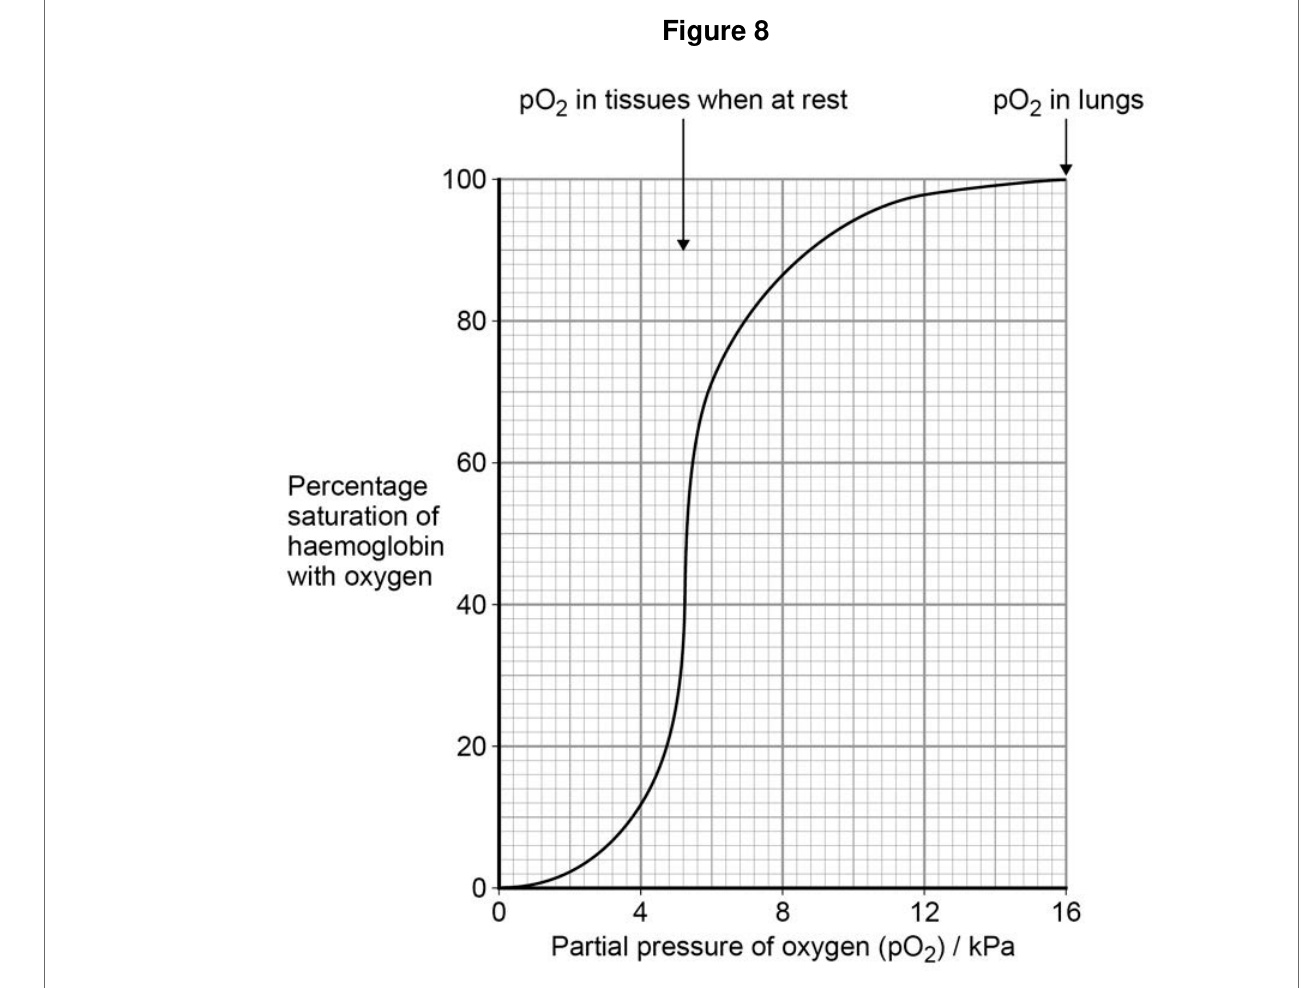 Figure 8
pO2 in tissues when at rest
pO2 in lungs
100
80
60
40
20
0
Percentage
saturation of
haemoglobin
with oxygen
0 4 8 12 16
Partial pressure of oxygen (pO2) / kPa